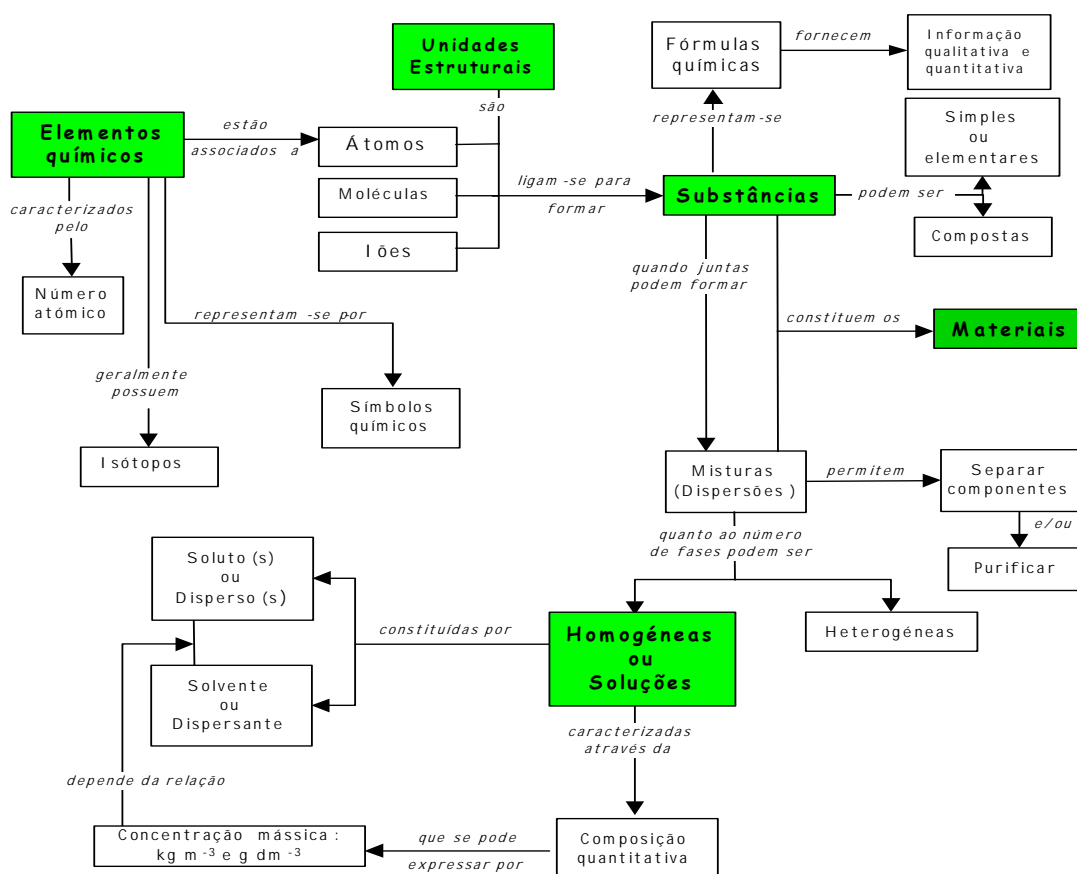 Unidades
Estruturais
Fórmulas
químicas
fornecem
Informação
qualitativa e
quantitativa
são
representam-se
Simples
ou
elementares
Elementos
químicos
estão
associados a
Átomos
Moléculas
Iões
ligam-se para
formar
Substâncias
podem ser
Compostas
caracterizados
pelo
Número
atómico
quando juntas
podem formar
representam-se por
constituem os
Materiais
geralmente
possuem
Símbolos
químicos
Isótopos
Misturas
(Dispersões)
permitem
Separar
componentes
e/ou
Purificar
quanto ao número
de fases podem ser
Soluto (s)
ou
Disperso (s)
constituídas por
Homogéneas
ou
Soluções
Heterogéneas
Solvente
ou
Dispersante
caracterizadas
através da
depende da relação
Concentração mássica:
kg m⁻³ e g dm⁻³
que se pode
expressar por
Composição
quantitativa